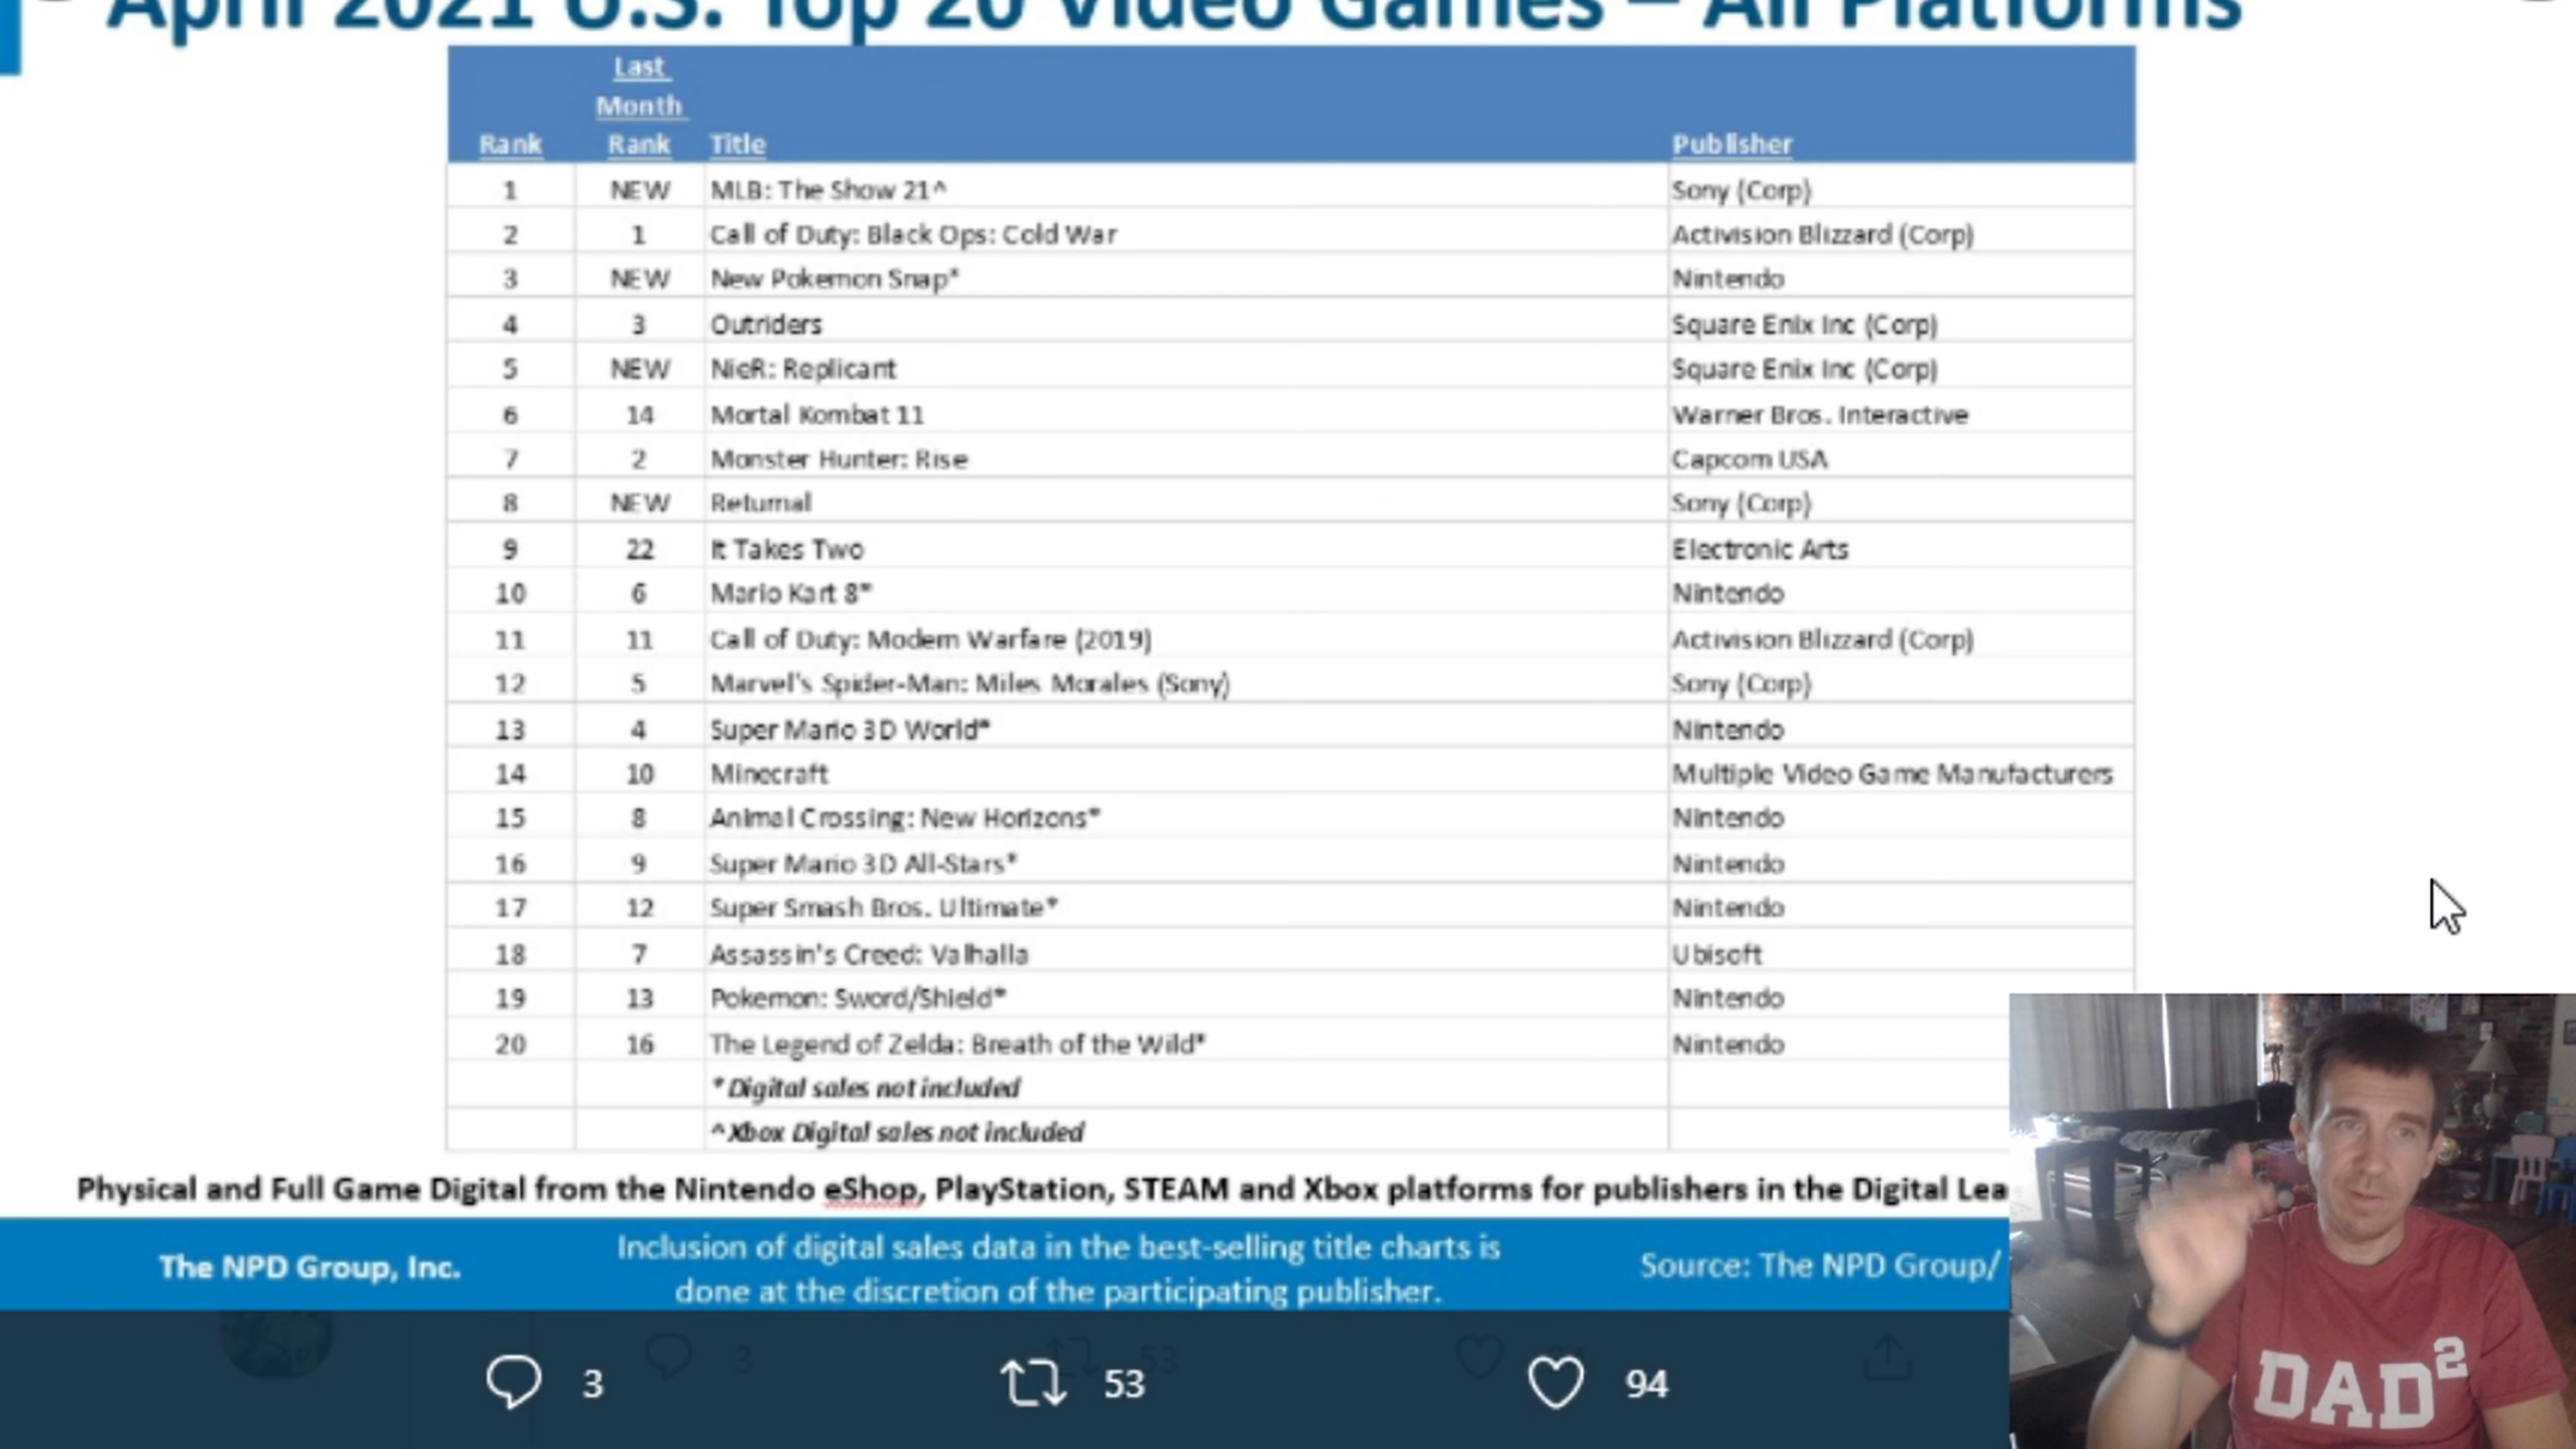 April 2021 U.S. Top 20 Video Games – All Platforms
Rank Last Month Rank Title Publisher
1 NEW MLB: The Show 21^ Sony (Corp)
2 1 Call of Duty: Black Ops: Cold War Activision Blizzard (Corp)
3 NEW New Pokemon Snap* Nintendo
4 3 Outriders Square Enix Inc (Corp)
5 NEW NieR: Replicant Square Enix Inc (Corp)
6 14 Mortal Kombat 11 Warner Bros. Interactive
7 2 Monster Hunter: Rise Capcom USA
8 NEW Returnal Sony (Corp)
9 22 It Takes Two Electronic Arts
10 6 Mario Kart 8* Nintendo
11 11 Call of Duty: Modern Warfare (2019) Activision Blizzard (Corp)
12 5 Marvel's Spider-Man: Miles Morales (Sony) Sony (Corp)
13 4 Super Mario 3D World* Nintendo
14 10 Minecraft Multiple Video Game Manufacturers
15 8 Animal Crossing: New Horizons* Nintendo
16 9 Super Mario 3D All-Stars* Nintendo
17 12 Super Smash Bros. Ultimate* Nintendo
18 7 Assassin's Creed: Valhalla Ubisoft
19 13 Pokemon: Sword/Shield* Nintendo
20 16 The Legend of Zelda: Breath of the Wild* Nintendo
* Digital sales not included
^ Xbox Digital sales not included
Physical and Full Game Digital from the Nintendo eShop, PlayStation, STEAM and Xbox platforms for publishers in the Digital Lea
The NPD Group, Inc.
Inclusion of digital sales data in the best-selling title charts is
done at the discretion of the participating publisher.
Source: The NPD Group/
3 53 94
3 53
DAD²